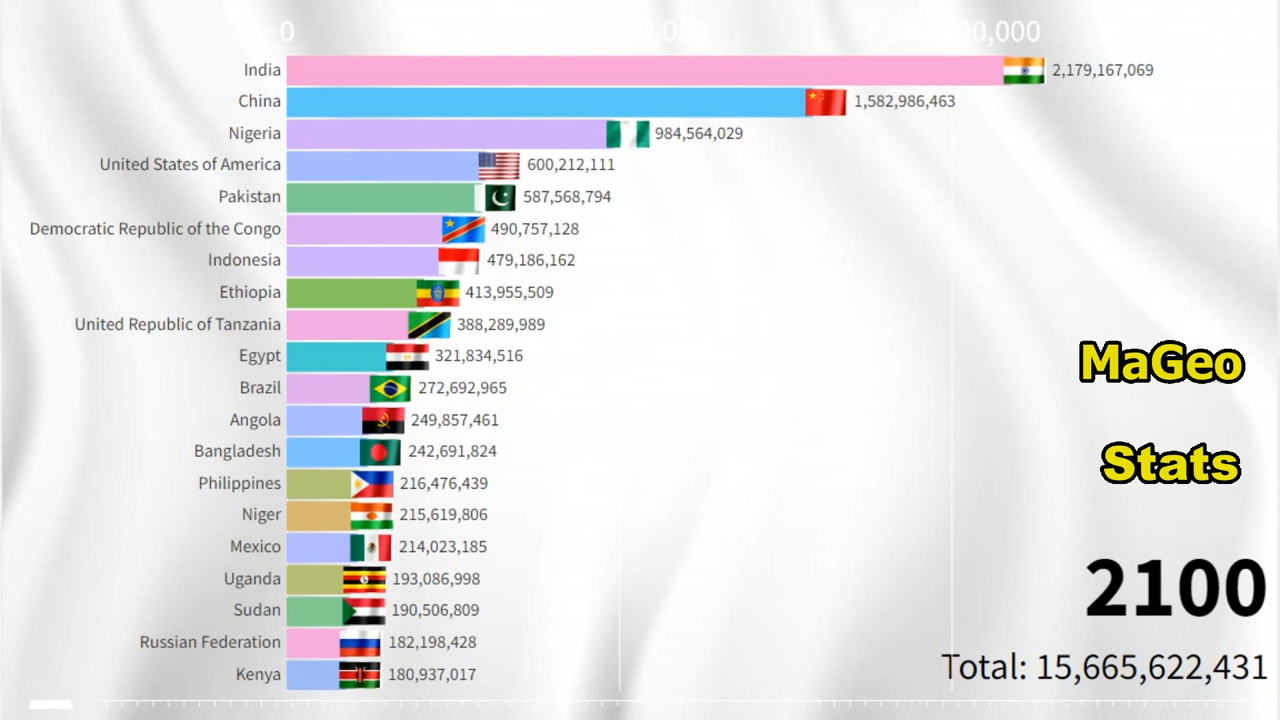 0
India 2,179,167,069
China 1,582,986,463
Nigeria 984,564,029
United States of America 600,212,111
Pakistan 587,568,794
Democratic Republic of the Congo 490,757,128
Indonesia 479,186,162
Ethiopia 413,955,509
United Republic of Tanzania 388,289,989
Egypt 321,834,516
Brazil 272,692,965
Angola 249,857,461
Bangladesh 242,691,824
Philippines 216,476,439
Niger 215,619,806
Mexico 214,023,185
Uganda 193,086,998
Sudan 190,506,809
Russian Federation 182,198,428
Kenya 180,937,017
MaGeo
Stats
2100
Total: 15,665,622,431